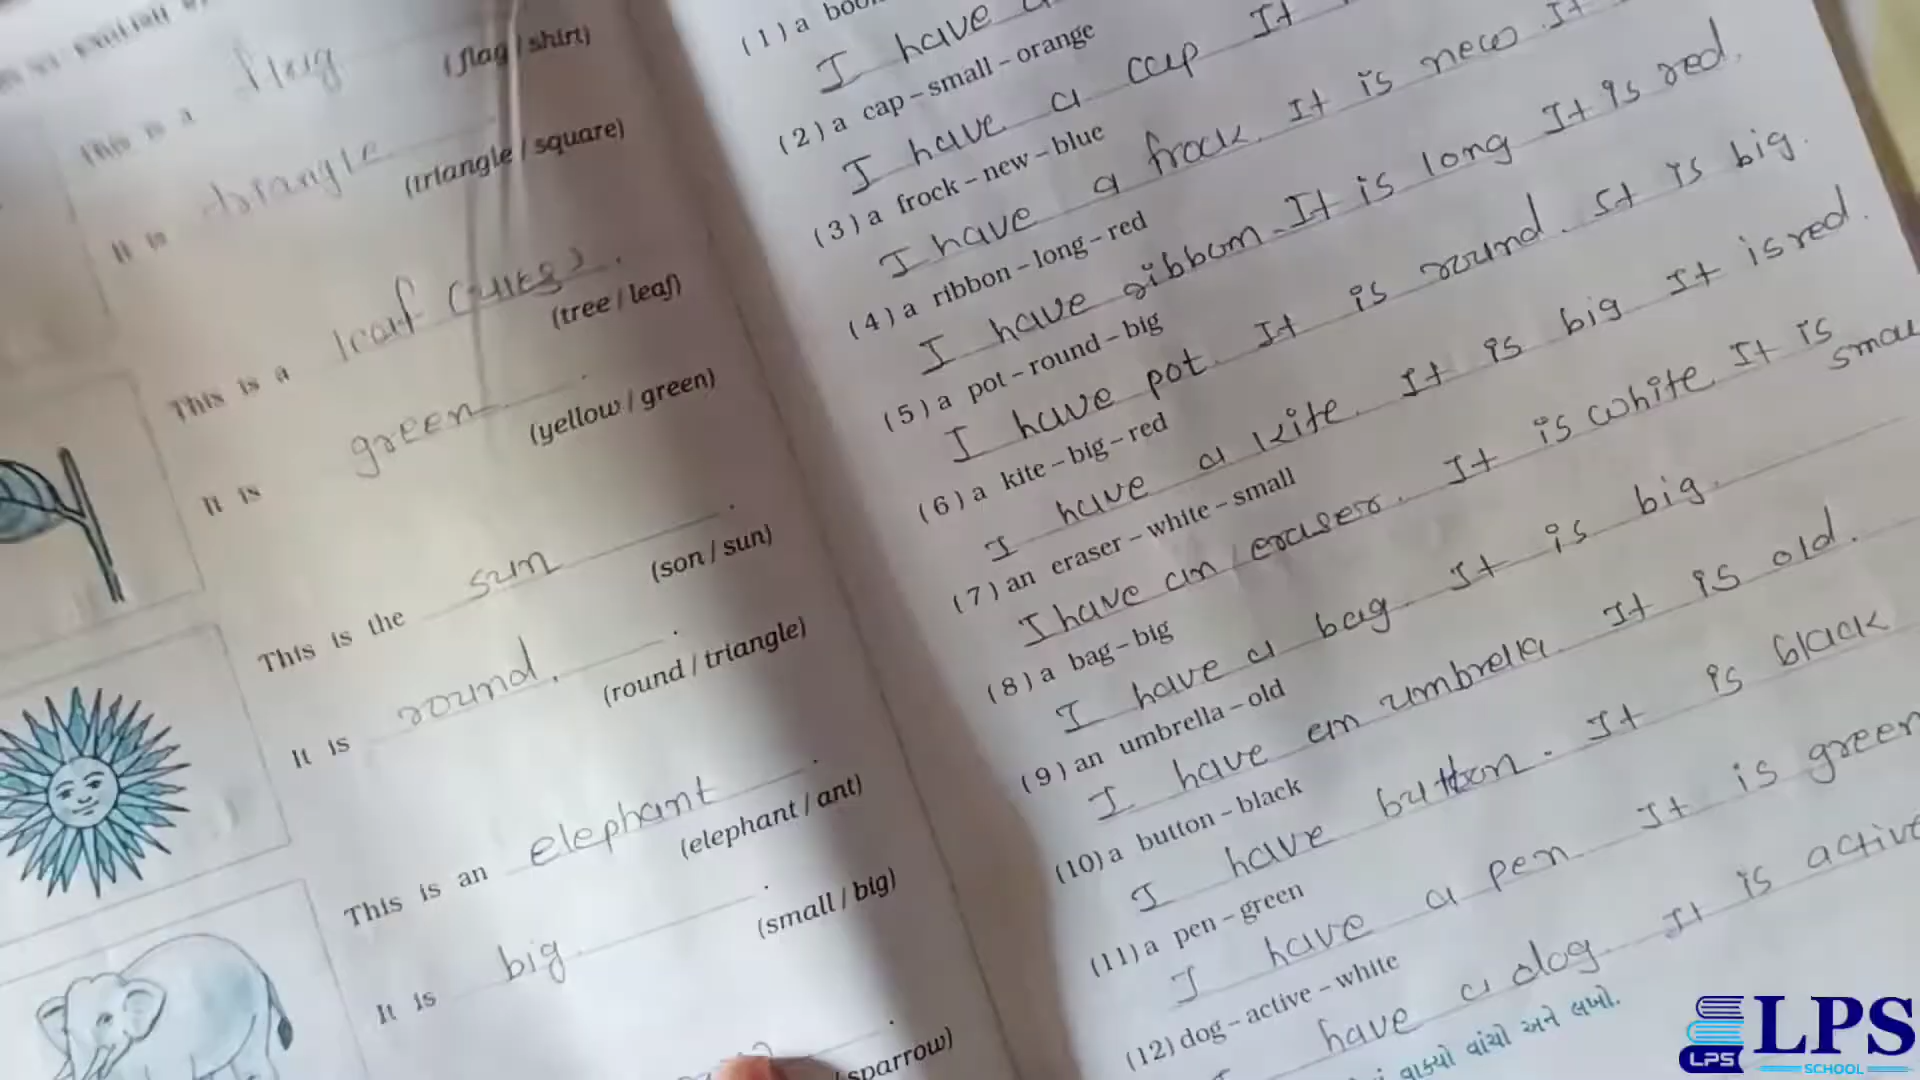 This is a flag
(flag / shirt)
It is triangle
(triangle / square)
This is a leaf
(tree / leaf)
It is green.
(yellow / green)
This is the sun.
(son / sun)
It is round.
(round / triangle)
This is an elephant.
(elephant / ant)
It is big.
(small / big)
sparrow)
(1) a
I have
(2) a cap – small – orange
I have a cap It
(3) a frock – new – blue
I have a frock. It is new. It
(4) a ribbon – long – red
I have ribbon. It is long It is red.
(5) a pot – round – big
I have pot. It is round. It is big.
(6) a kite – big – red
I have a kite. It is big It is red.
(7) an eraser – white – small
I have an eraser. It is white It is
(8) a bag – big
I have a bag It is big.
(9) an umbrella – old
I have an umbrella It is old.
(10) a button – black
I have button. It is black
(11) a pen – green
I have a pen It is green
(12) dog – active – white
have a dog It is active
વાક્યો વાંચો અને લખો.
LPS
LPS
SCHOOL